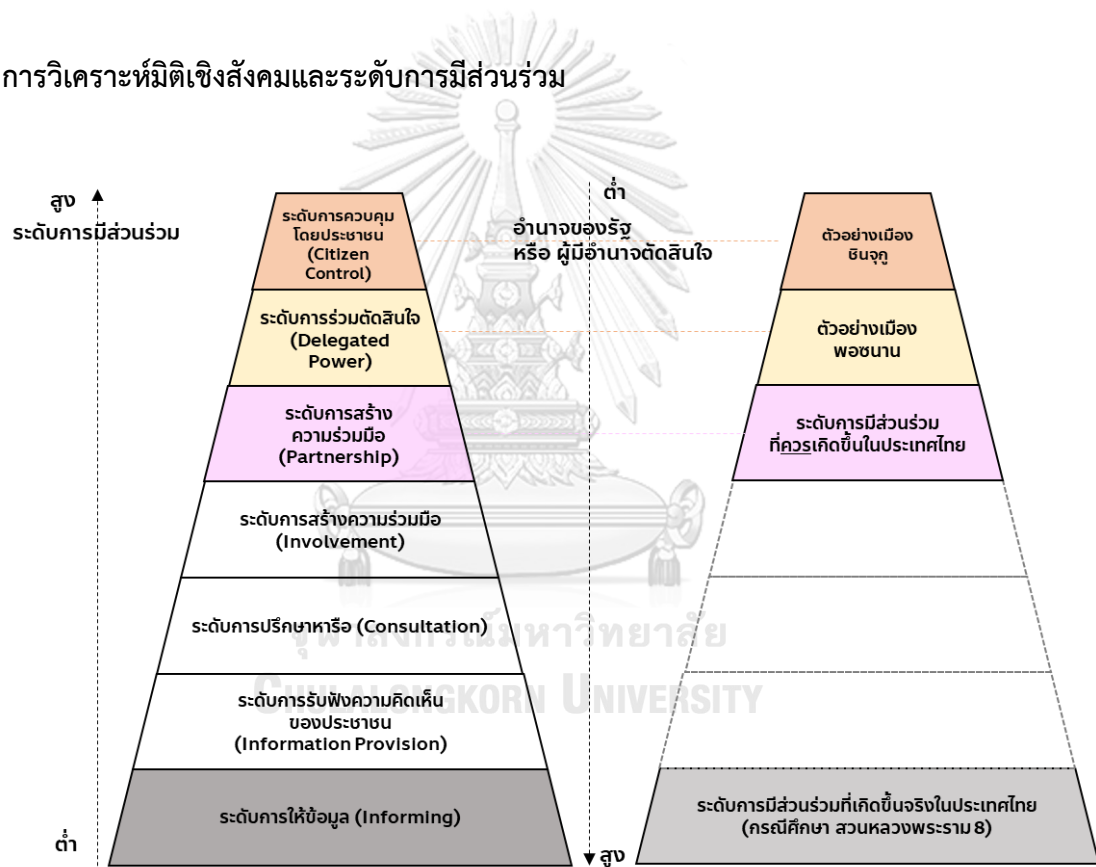 การวิเคราะห์มิติเชิงสังคมและระดับการมีส่วนร่วม
สูง
ระดับการมีส่วนร่วม
ระดับการควบคุม
โดยประชาชน
(Citizen
Control)
ระดับการร่วมตัดสินใจ
(Delegated
Power)
ระดับการสร้าง
ความร่วมมือ
(Partnership)
ระดับการสร้างความร่วมมือ
(Involvement)
ระดับการปรึกษาหารือ (Consultation)
ระดับการรับฟังความคิดเห็น
ของประชาชน
(Information Provision)
ระดับการให้ข้อมูล (Informing)
ต่ำ
ต่ำ
อำนาจของรัฐ
หรือ ผู้มีอำนาจตัดสินใจ
สูง
ตัวอย่างเมือง
ชินจุกุ
ตัวอย่างเมือง
พอซนาน
ระดับการมีส่วนร่วม
ที่ควรเกิดขึ้นในประเทศไทย
ระดับการมีส่วนร่วมที่เกิดขึ้นจริงในประเทศไทย
(กรณีศึกษา สวนหลวงพระราม 8)
จุฬาลงกรณ์มหาวิทยาลัย
CHULALONGKORN UNIVERSITY